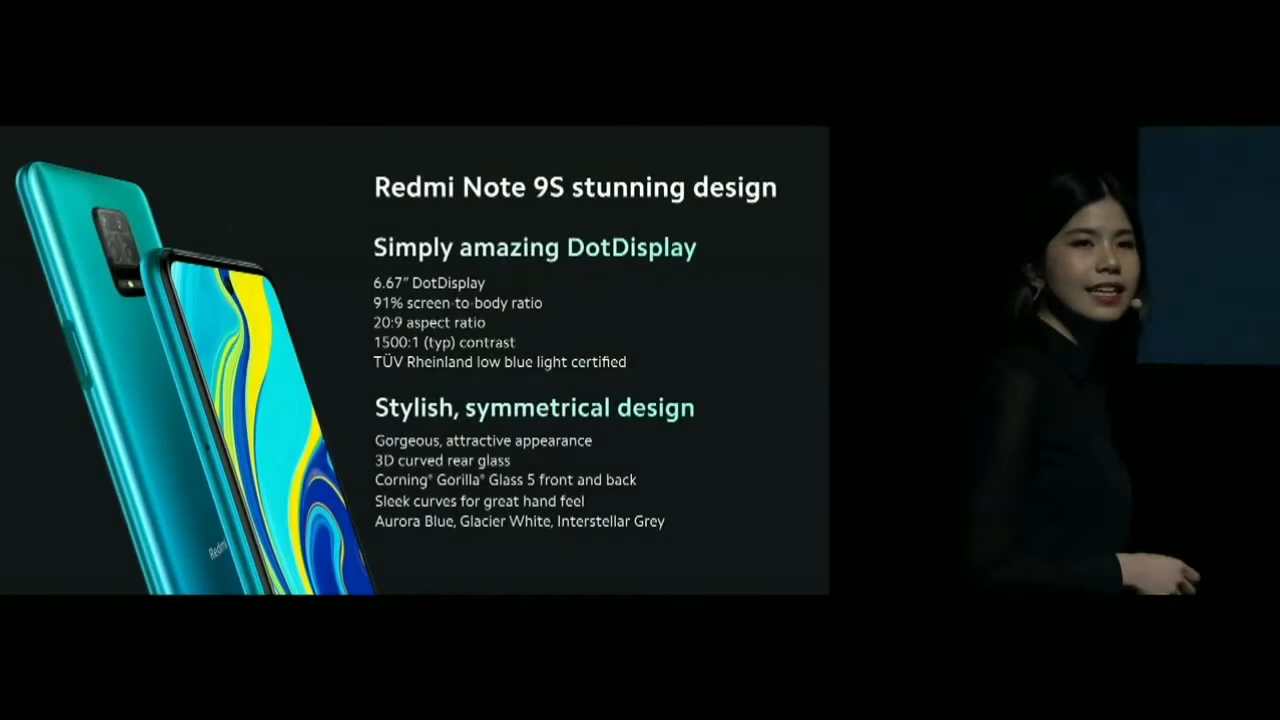 Redmi Note 9S stunning design
Simply amazing DotDisplay
6.67" DotDisplay
91% screen-to-body ratio
20:9 aspect ratio
1500:1 (typ) contrast
TÜV Rheinland low blue light certified
Stylish, symmetrical design
Gorgeous, attractive appearance
3D curved rear glass
Corning® Gorilla® Glass 5 front and back
Sleek curves for great hand feel
Aurora Blue, Glacier White, Interstellar Grey
Redmi